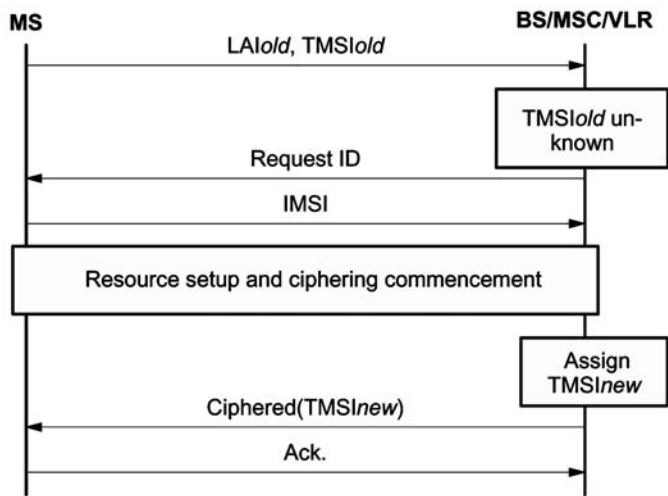 MS
BS/MSC/VLR
LAIold, TMSIold
TMSIold un-
known
Request ID
IMSI
Resource setup and ciphering commencement
Assign
TMSInew
Ciphered(TMSInew)
Ack.